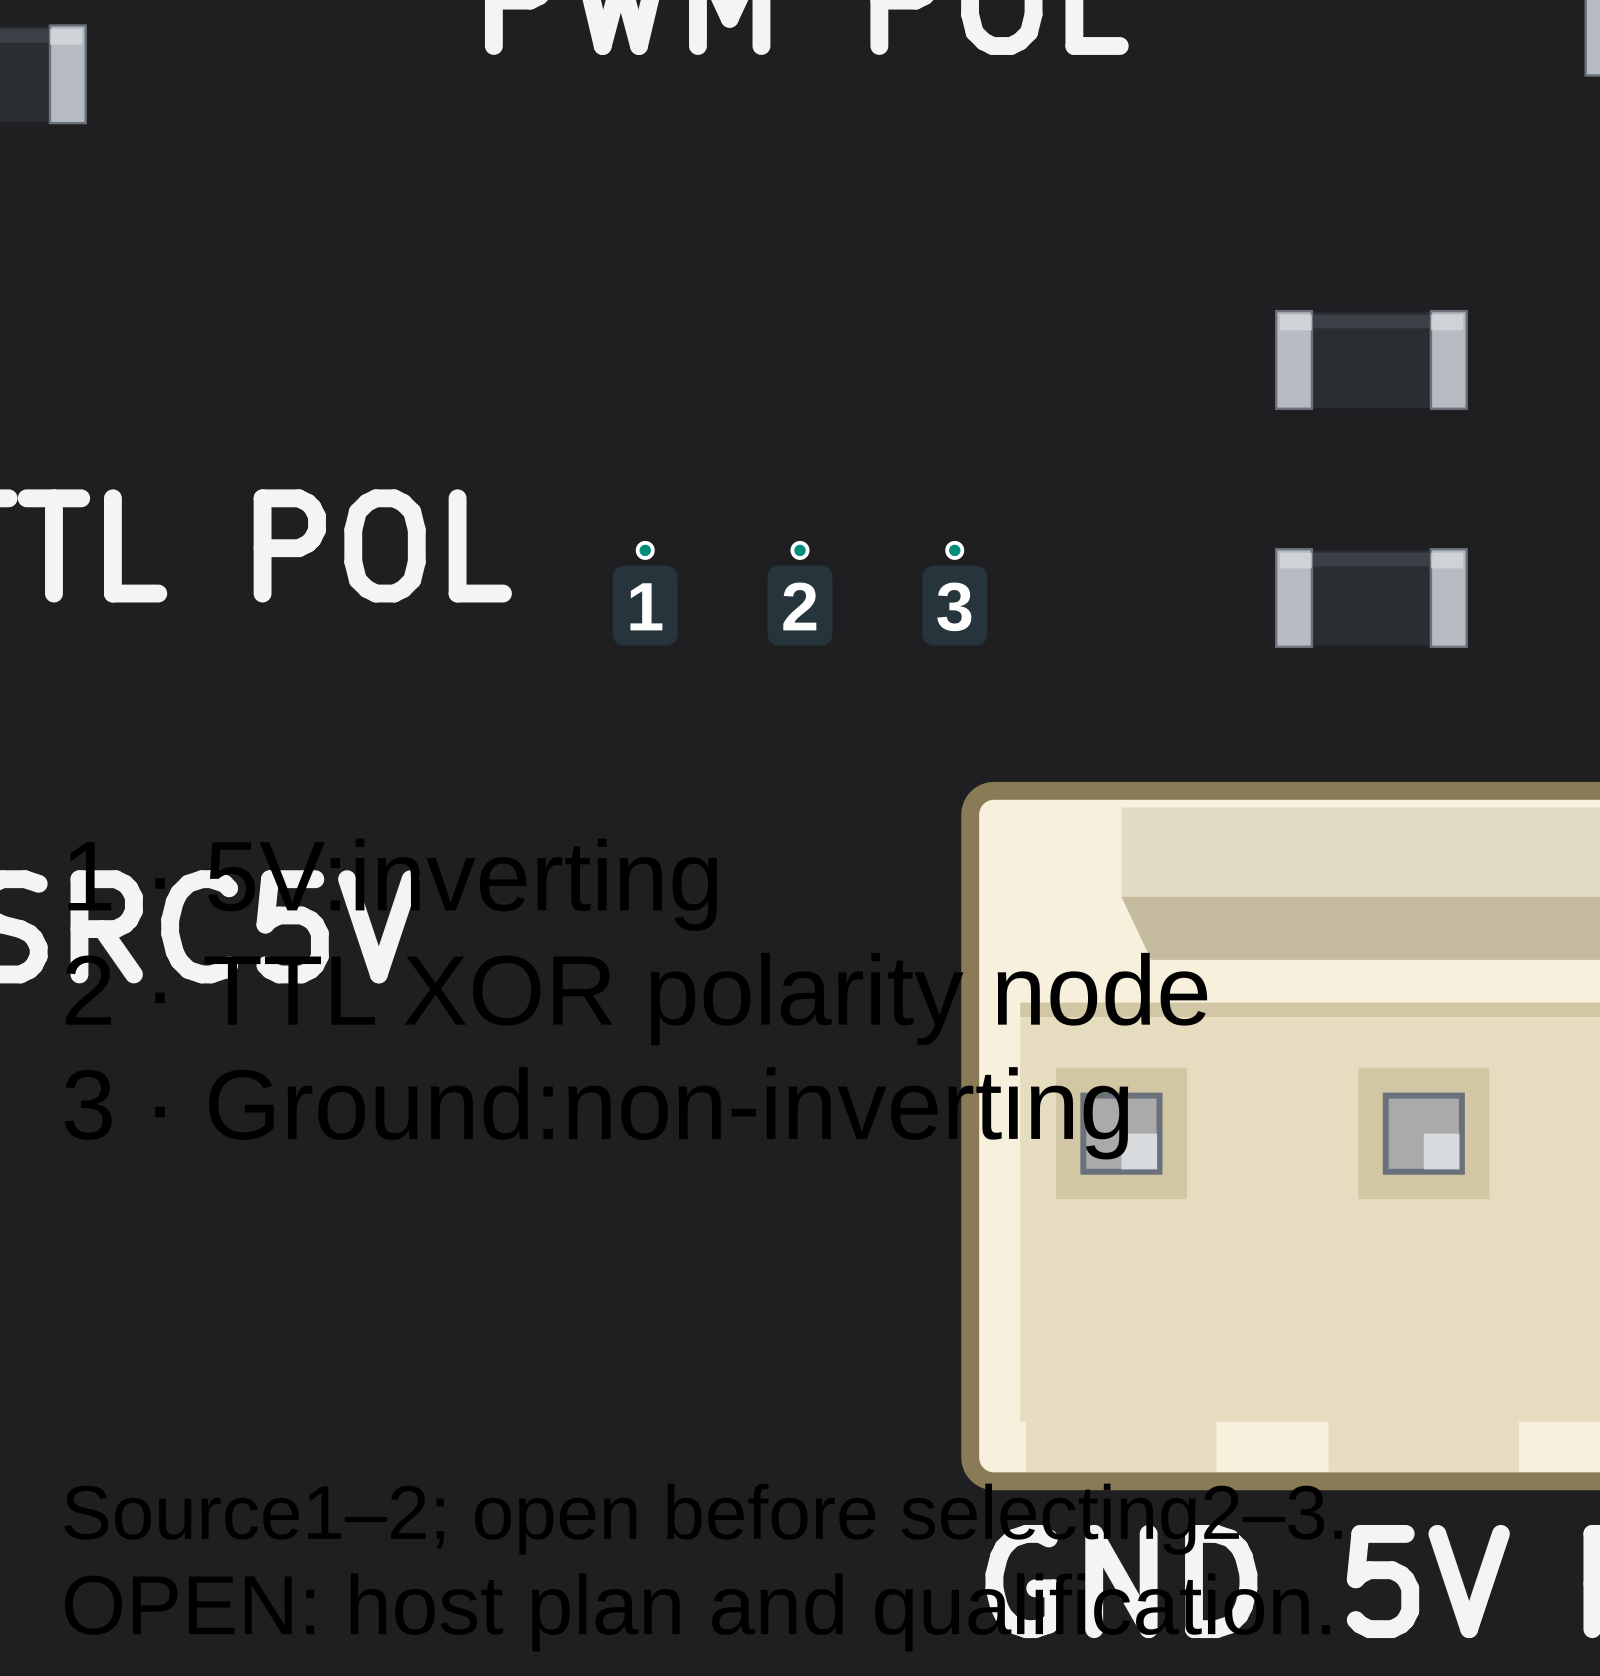 PWM POL
TTL POL
1 2 3
1 · 5V:inverting
SRC5V
2 · TTL XOR polarity node
3 · Ground:non-inverting
Source1–2; open before selecting2–3.
GND 5V
OPEN: host plan and qualification.